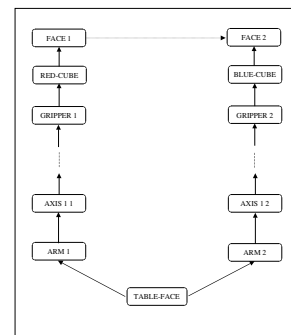 FACE 1 FACE 2
RED-CUBE BLUE-CUBE
GRIPPER 1 GRIPPER 2
AXIS 1 1 AXIS 1 2
ARM 1 ARM 2
TABLE-FACE